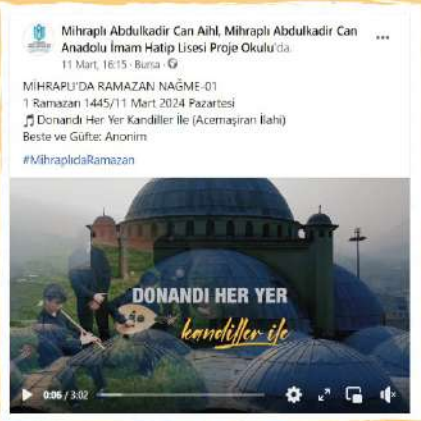 Mihraplı Abdulkadir Can Aihl, Mihraplı Abdulkadir Can
Anadolu İmam Hatip Lisesi Proje Okulu'da.
11 Mart, 16:15 · Bursa ·
MİHRAPLI'DA RAMAZAN NAĞME-01
1 Ramazan 1445/11 Mart 2024 Pazartesi
🎵 Donandı Her Yer Kandiller İle (Acemaşiran İlahi)
Beste ve Güfte: Anonim
#MihraplıdaRamazan
DONANDI HER YER
kandiller ile
0:06 / 3:02